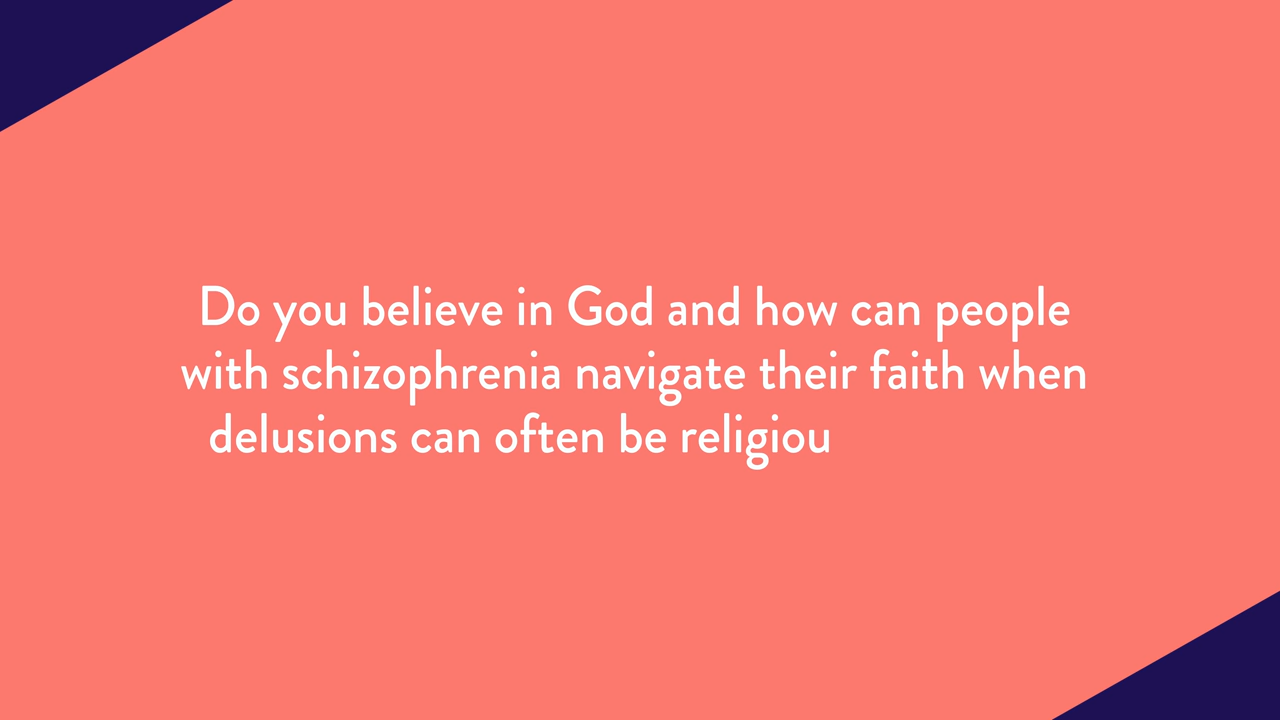 Do you believe in God and how can people
with schizophrenia navigate their faith when
delusions can often be religiou